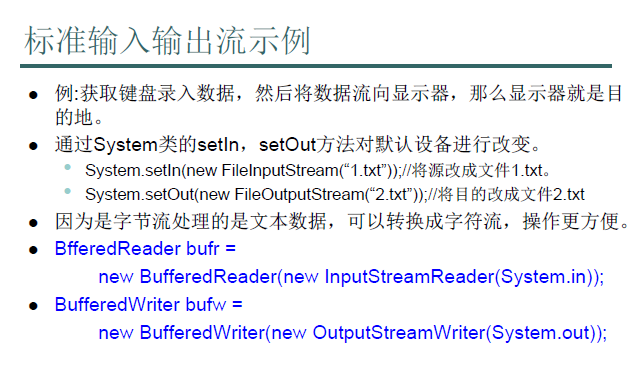 标准输入输出流示例
例:获取键盘录入数据，然后将数据流向显示器，那么显示器就是目
的地。
通过System类的setIn，setOut方法对默认设备进行改变。
System.setIn(new FileInputStream(“1.txt”));//将源改成文件1.txt。
System.setOut(new FileOutputStream(“2.txt”));//将目的改成文件2.txt
因为是字节流处理的是文本数据，可以转换成字符流，操作更方便。
BfferedReader bufr =
new BufferedReader(new InputStreamReader(System.in));
BufferedWriter bufw =
new BufferedWriter(new OutputStreamWriter(System.out));